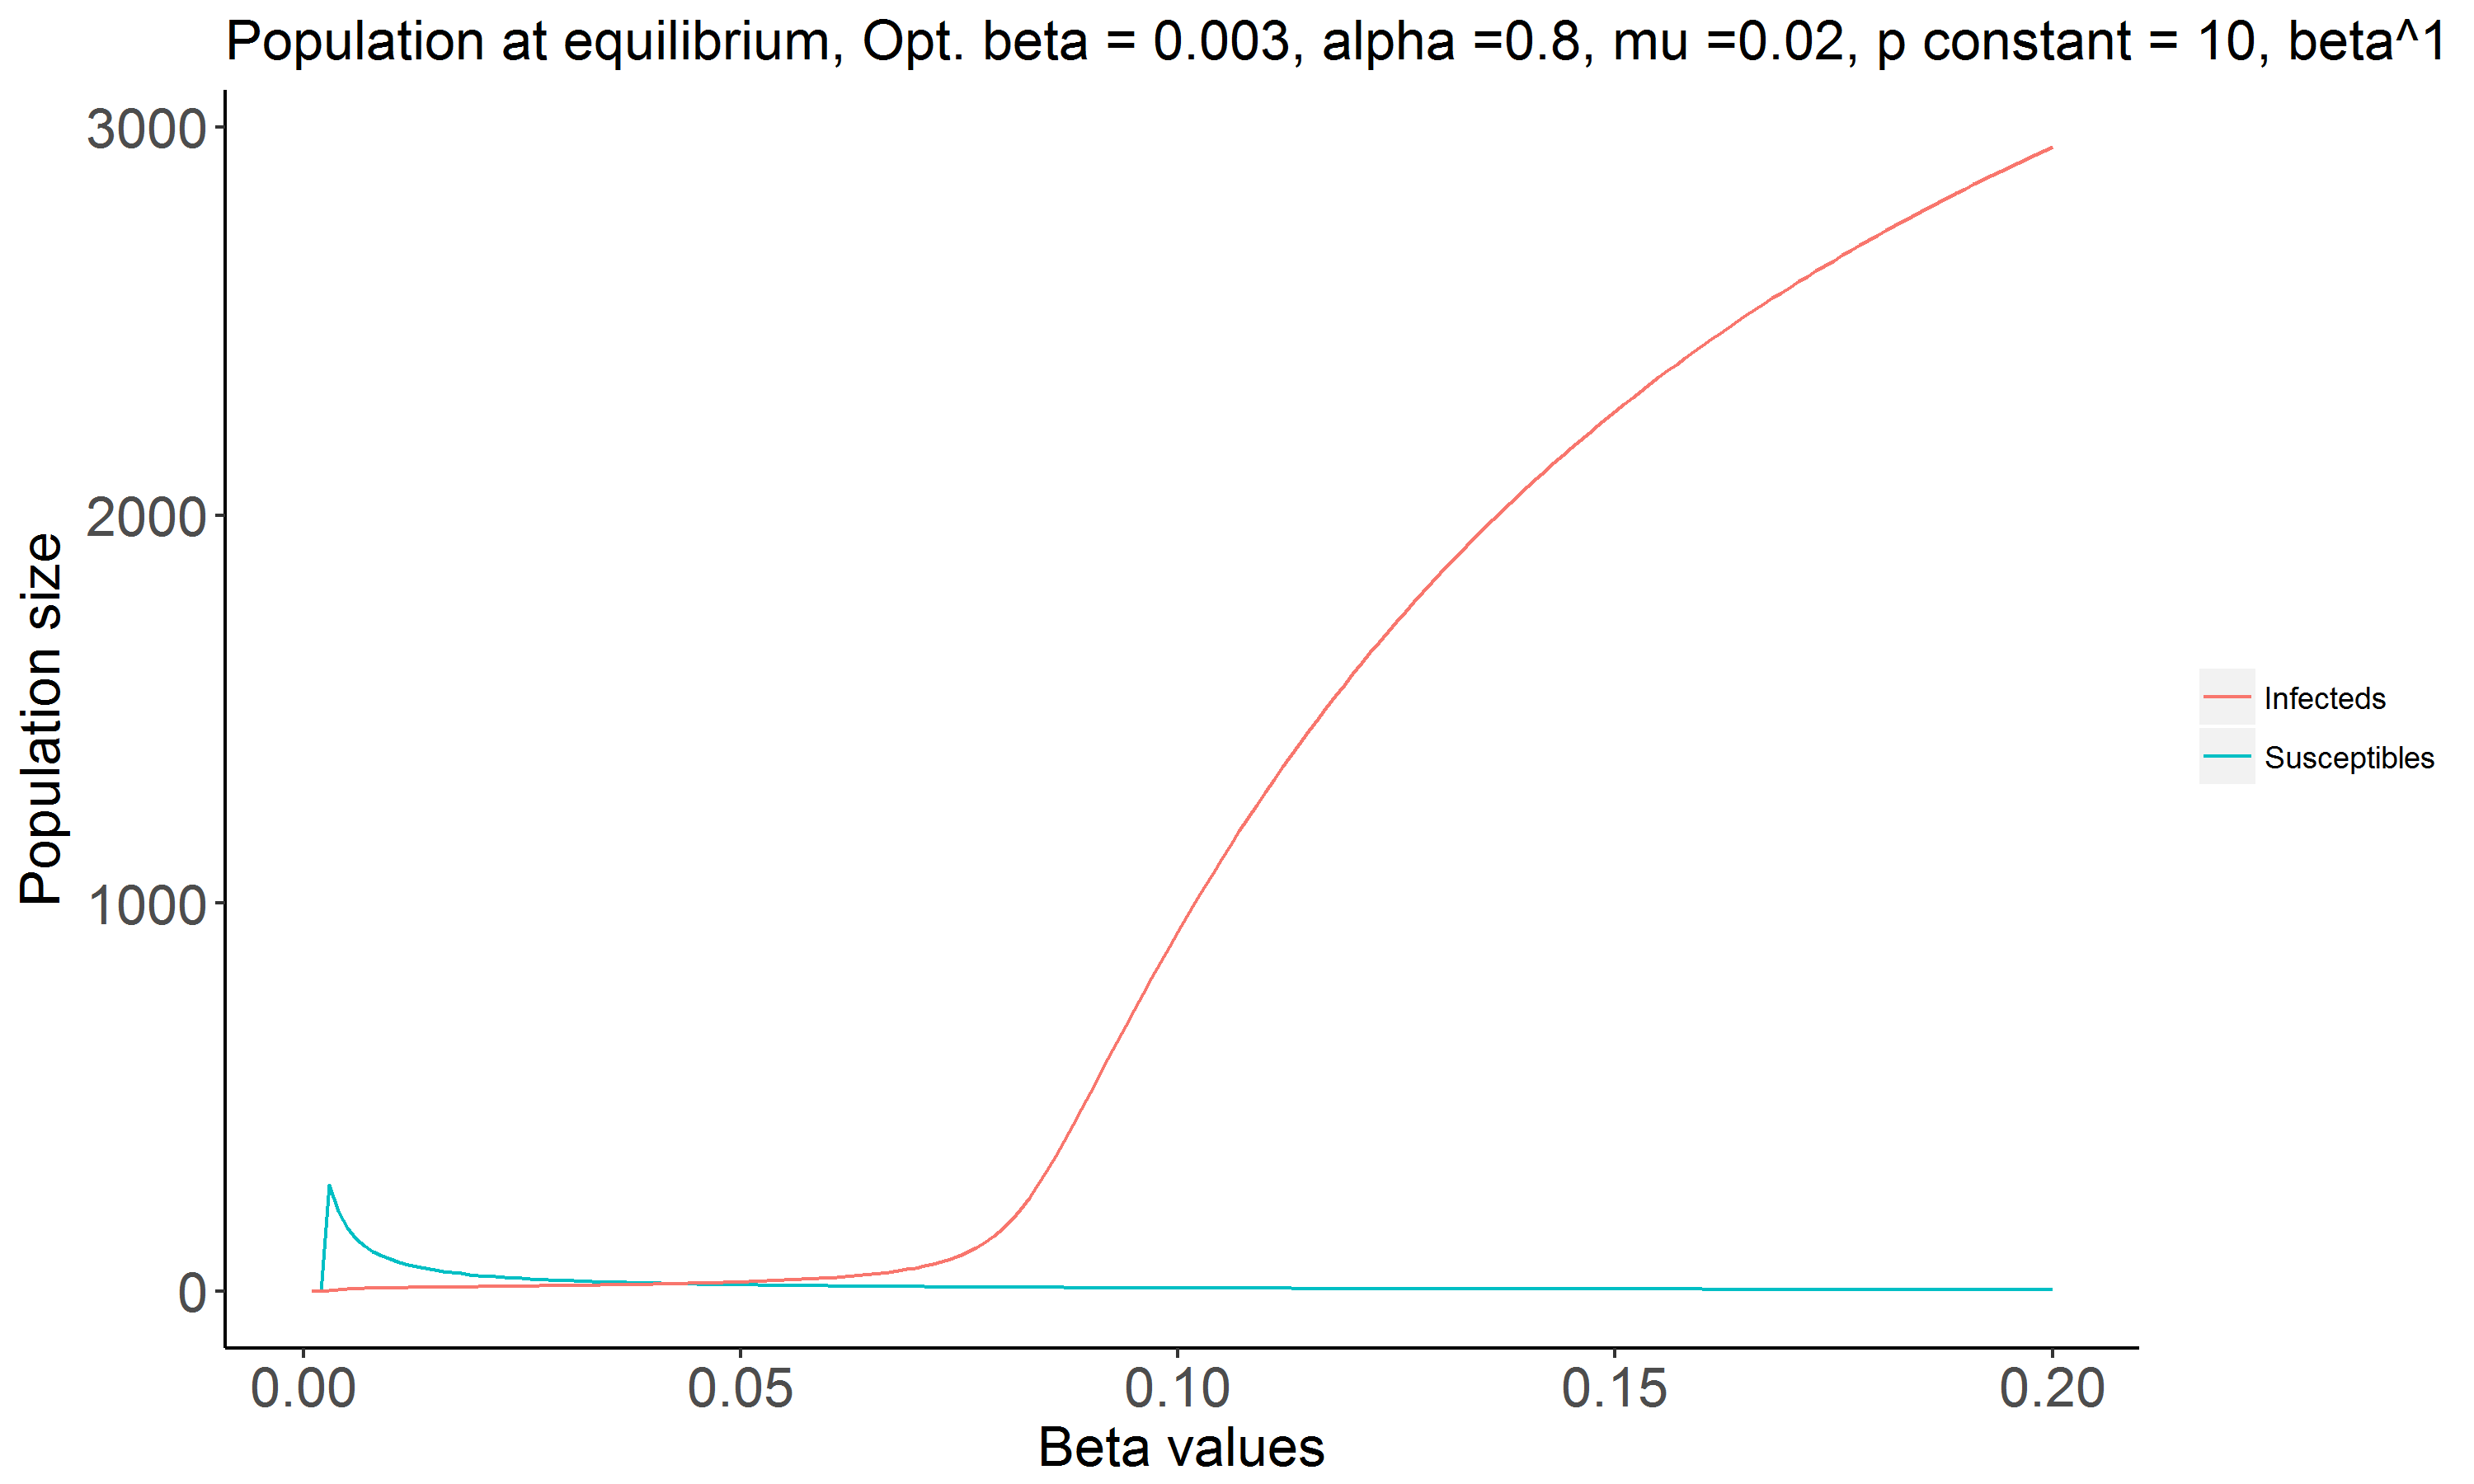 Population at equilibrium, Opt. beta = 0.003, alpha =0.8, mu =0.02, p constant = 10, beta^1
Population size
3000
2000
1000
0
0.00 0.05 0.10 0.15 0.20
Beta values
Infecteds
Susceptibles